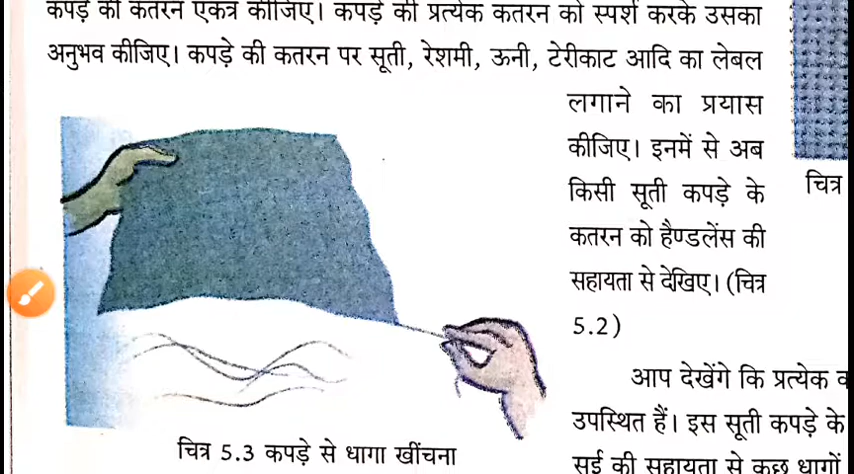 कपड़े की कतरन एकत्र कीजिए। कपड़े की प्रत्येक कतरन को स्पर्श करके उसका
अनुभव कीजिए। कपड़े की कतरन पर सूती, रेशमी, ऊनी, टेरीकाट आदि का लेबल
लगाने का प्रयास
कीजिए। इनमें से अब
किसी सूती कपड़े के
कतरन को हैण्डलेंस की
सहायता से देखिए। (चित्र
5.2)
चित्र
आप देखेंगे कि प्रत्येक
उपस्थित हैं। इस सूती कपड़े के
सुई की सहायता से कुछ धागों
चित्र 5.3 कपड़े से धागा खींचना